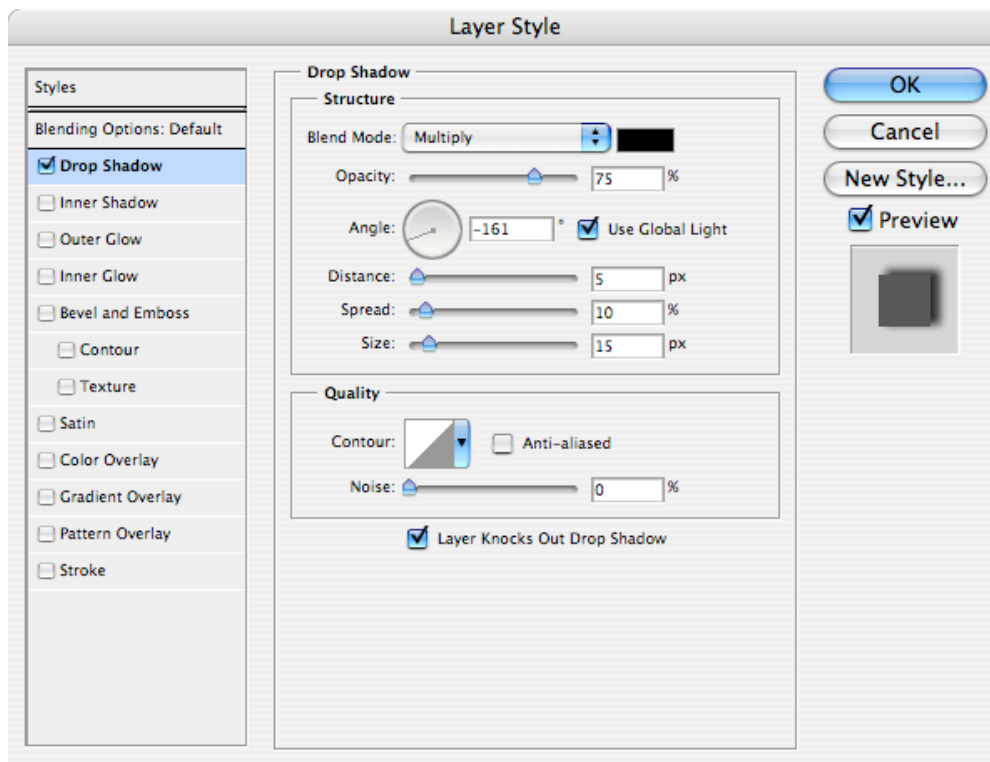 Layer Style
Styles
Blending Options: Default
Drop Shadow
Inner Shadow
Outer Glow
Inner Glow
Bevel and Emboss
Contour
Texture
Satin
Color Overlay
Gradient Overlay
Pattern Overlay
Stroke
Drop Shadow
Structure
Blend Mode: Multiply
Opacity: 75 %
Angle: -161 ° Use Global Light
Distance: 5 px
Spread: 10 %
Size: 15 px
Quality
Contour: Anti-aliased
Noise: 0 %
Layer Knocks Out Drop Shadow
OK
Cancel
New Style...
Preview